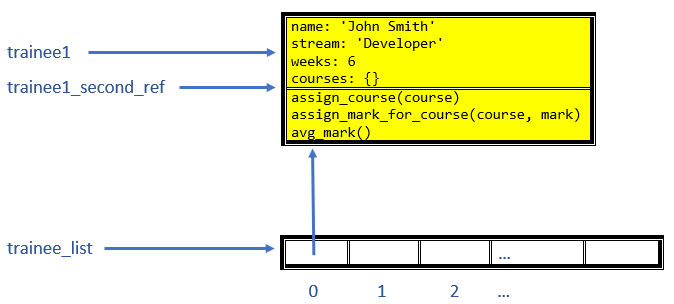 name: 'John Smith'
stream: 'Developer'
trainee1
weeks: 6
courses: {}
trainee1_second_ref
assign_course(course)
assign_mark_for_course(course, mark)
avg_mark()
trainee_list
...
0 1 2 ...